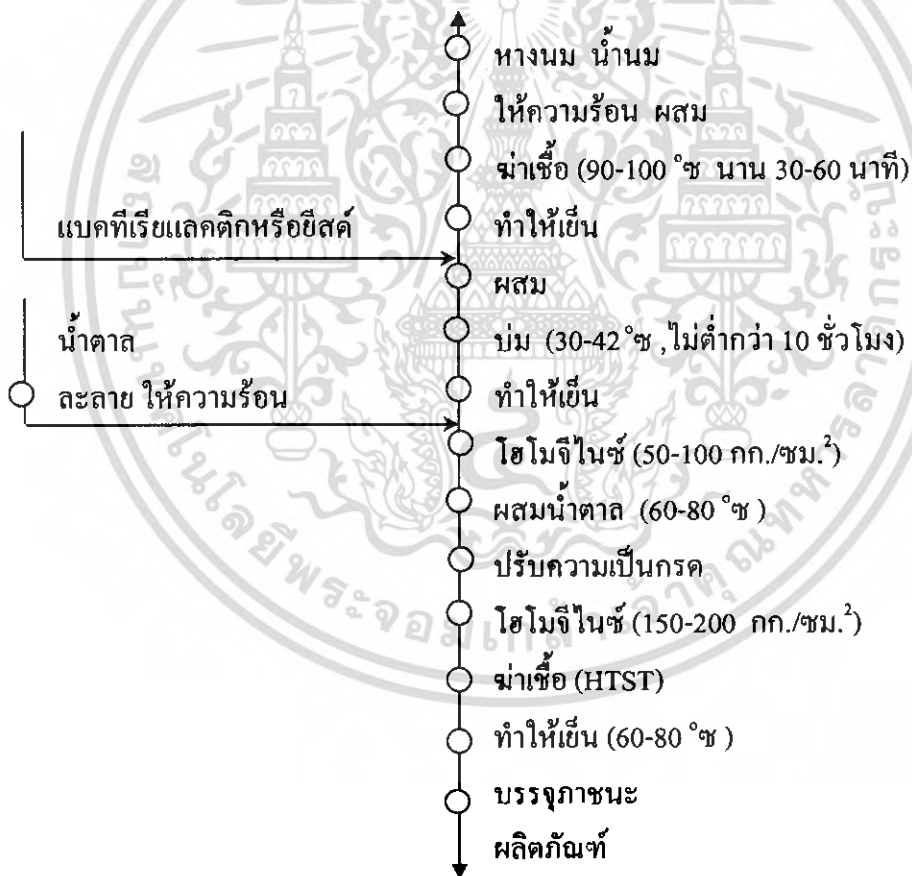 หางนม น้ำนม
ให้ความร้อน ผสม
ฆ่าเชื้อ (90-100 °ซ นาน 30-60 นาที)
ทำให้เย็น
แบคทีเรียแลคติกหรือยีสต์
ผสม
บ่ม (30-42 °ซ ,ไม่ต่ำกว่า 10 ชั่วโมง)
น้ำตาล
ละลาย ให้ความร้อน
ทำให้เย็น
โฮโมจีไนซ์ (50-100 กก./ซม.²)
ผสมน้ำตาล (60-80 °ซ )
ปรับความเป็นกรด
โฮโมจีไนซ์ (150-200 กก./ซม.²)
ฆ่าเชื้อ (HTST)
ทำให้เย็น (60-80 °ซ )
บรรจุภาชนะ
ผลิตภัณฑ์